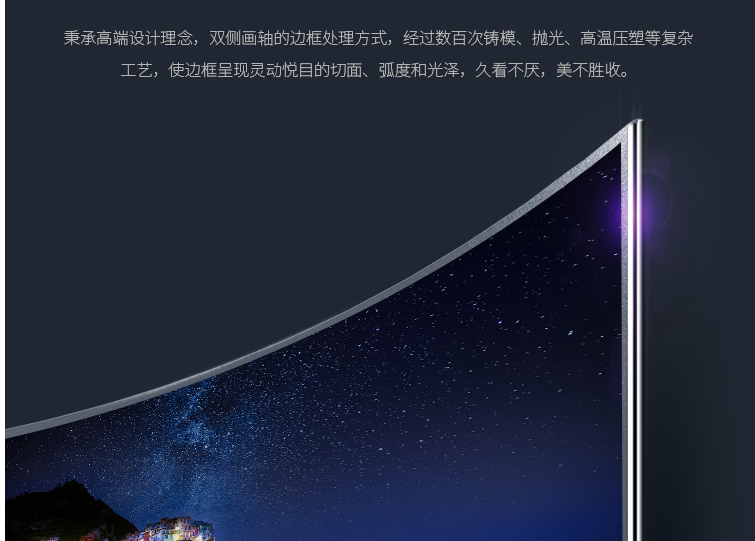 秉承高端设计理念，双侧画轴的边框处理方式，经过数百次铸模、抛光、高温压塑等复杂
工艺，使边框呈现灵动悦目的切面、弧度和光泽，久看不厌，美不胜收。